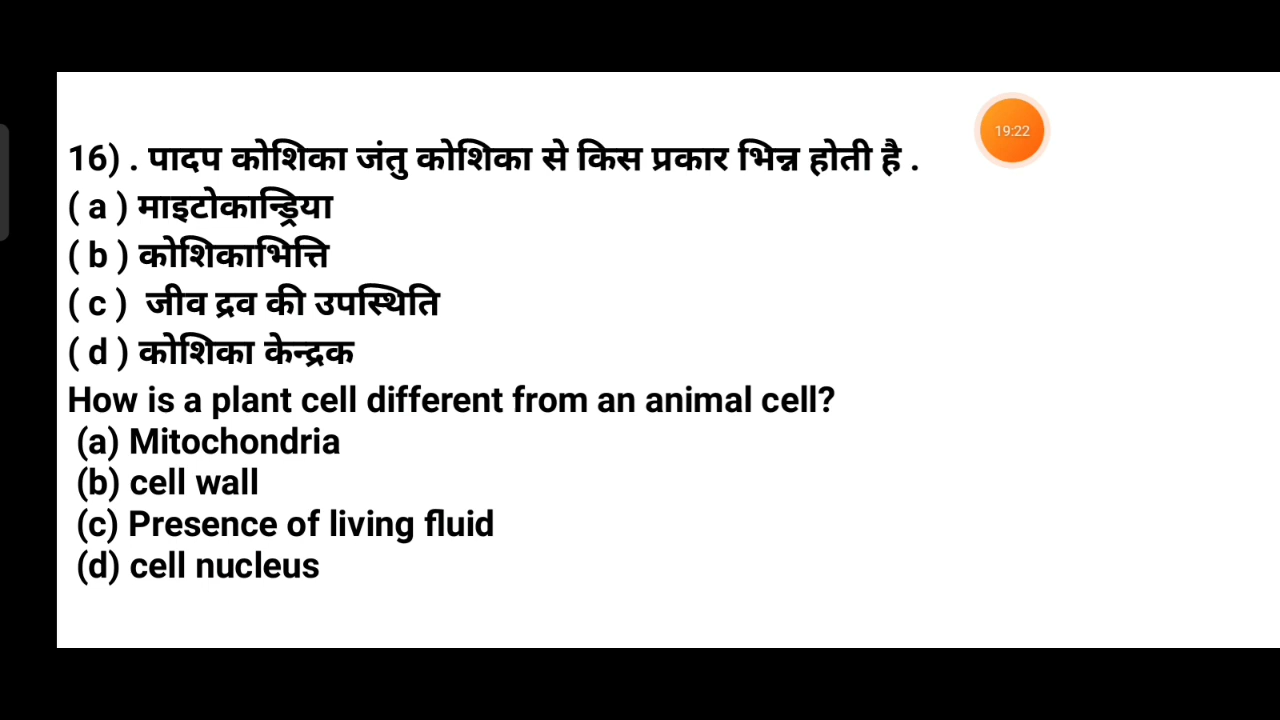 16) . पादप कोशिका जंतु कोशिका से किस प्रकार भिन्न होती है .
19:22
( a ) माइटोकान्ड्रिया
( b ) कोशिकाभित्ति
( c ) जीव द्रव की उपस्थिति
( d ) कोशिका केन्द्रक
How is a plant cell different from an animal cell?
(a) Mitochondria
(b) cell wall
(c) Presence of living fluid
(d) cell nucleus